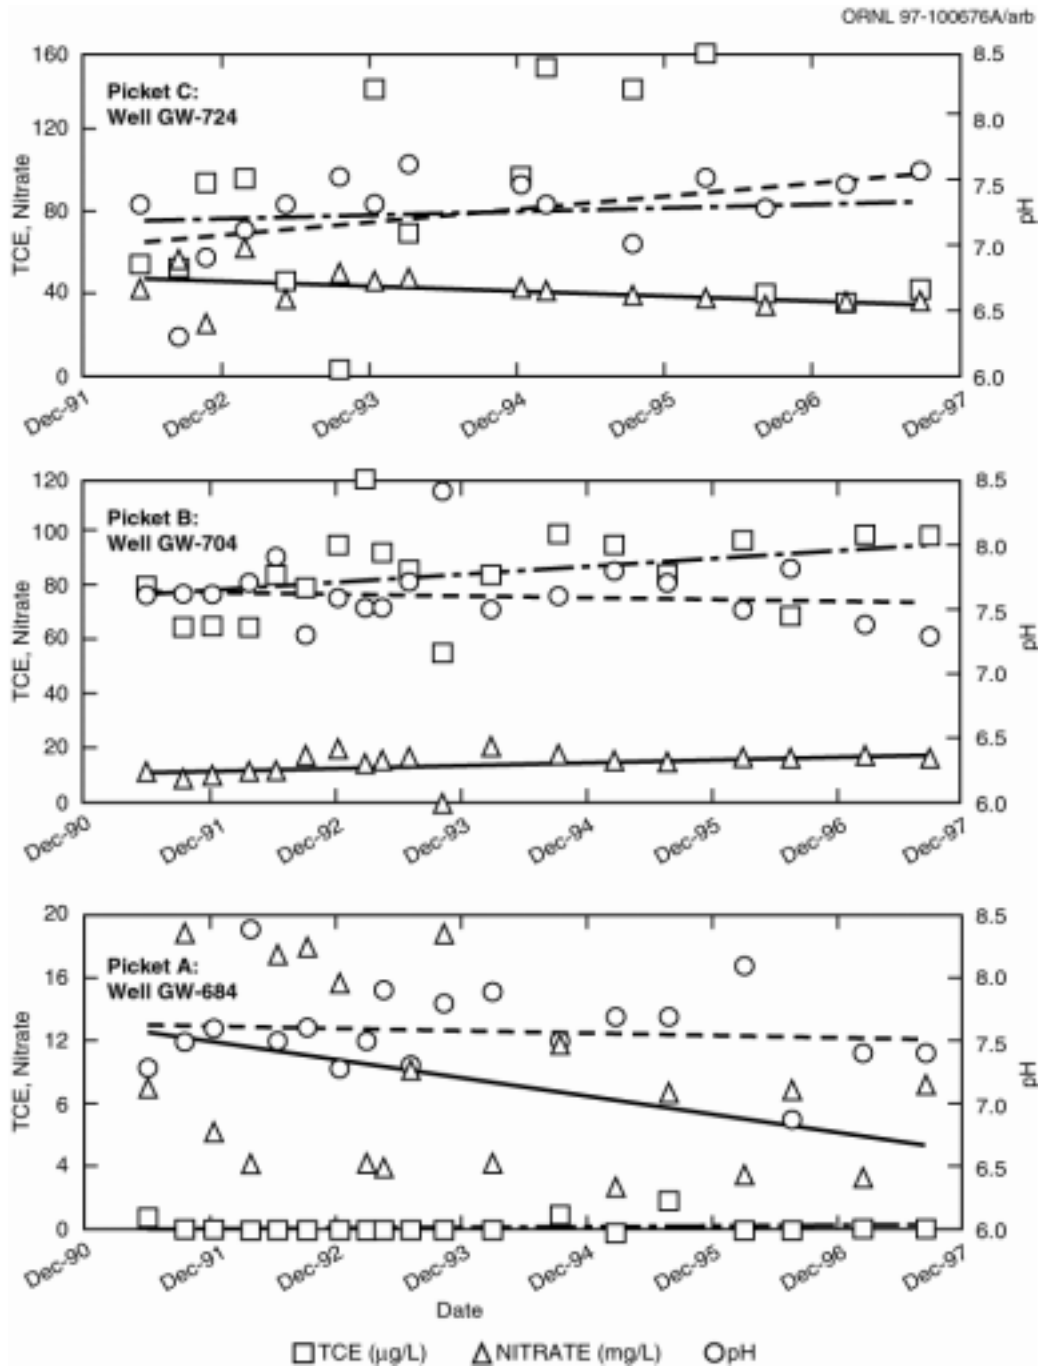 ORNL 97-100676A/arb
Picket C:
Well GW-724
TCE, Nitrate
160
120
80
40
0
8.5
8.0
7.5
7.0
6.5
6.0
pH
Dec-91
Dec-92
Dec-93
Dec-94
Dec-95
Dec-96
Dec-97
Picket B:
Well GW-704
TCE, Nitrate
120
100
80
60
40
20
0
8.5
8.0
7.5
7.0
6.5
6.0
pH
Dec-90
Dec-91
Dec-92
Dec-93
Dec-94
Dec-95
Dec-96
Dec-97
Picket A:
Well GW-684
TCE, Nitrate
20
16
12
6
4
0
8.5
8.0
7.5
7.0
6.5
6.0
pH
Dec-90
Dec-91
Dec-92
Dec-93
Dec-94
Dec-95
Dec-96
Dec-97
Date
TCE (µg/L) NITRATE (mg/L) pH